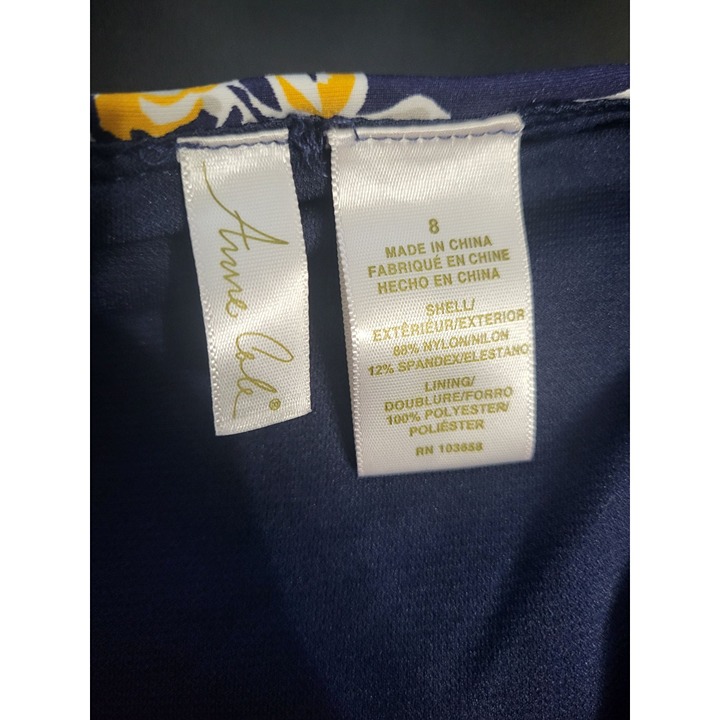 Anne Cole®
8
MADE IN CHINA
FABRIQUÉ EN CHINE
HECHO EN CHINA
SHELL/
EXTÉRIEUR/EXTERIOR
88% NYLON/NILON
12% SPANDEX/ELESTANO
LINING/
DOUBLURE/FORRO
100% POLYESTER/
POLIÉSTER
RN 103658